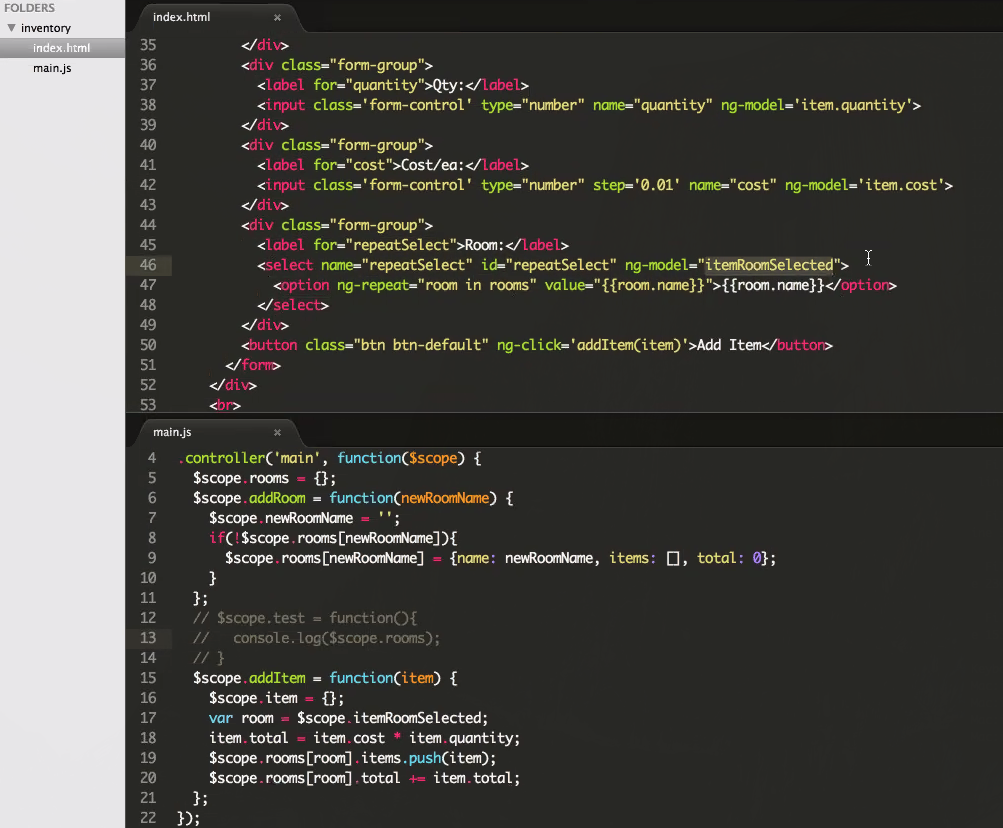 FOLDERS
inventory
index.html
main.js
index.html ×
35 </div>
36 <div class="form-group">
37 <label for="quantity">Qty:</label>
38 <input class='form-control' type="number" name="quantity" ng-model='item.quantity'>
39 </div>
40 <div class="form-group">
41 <label for="cost">Cost/ea:</label>
42 <input class='form-control' type="number" step='0.01' name="cost" ng-model='item.cost'>
43 </div>
44 <div class="form-group">
45 <label for="repeatSelect">Room:</label>
46 <select name="repeatSelect" id="repeatSelect" ng-model="itemRoomSelected">
47 <option ng-repeat="room in rooms" value="{{room.name}}">{{room.name}}</option>
48 </select>
49 </div>
50 <button class="btn btn-default" ng-click='addItem(item)'>Add Item</button>
51 </form>
52 </div>
53 <br>
main.js ×
4 .controller('main', function($scope) {
5 $scope.rooms = {};
6 $scope.addRoom = function(newRoomName) {
7 $scope.newRoomName = '';
8 if(!$scope.rooms[newRoomName]){
9 $scope.rooms[newRoomName] = {name: newRoomName, items: [], total: 0};
10 }
11 };
12 // $scope.test = function(){
13 // console.log($scope.rooms);
14 // }
15 $scope.addItem = function(item) {
16 $scope.item = {};
17 var room = $scope.itemRoomSelected;
18 item.total = item.cost * item.quantity;
19 $scope.rooms[room].items.push(item);
20 $scope.rooms[room].total += item.total;
21 };
22 });